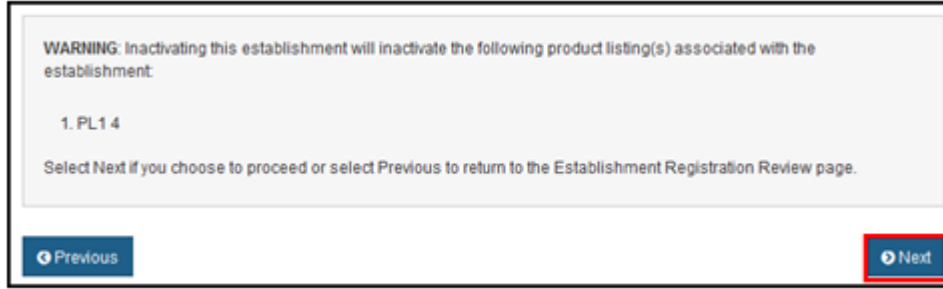 WARNING: Inactivating this establishment will inactivate the following product listing(s) associated with the
establishment:
1. PL1 4
Select Next if you choose to proceed or select Previous to return to the Establishment Registration Review page.
Previous
Next